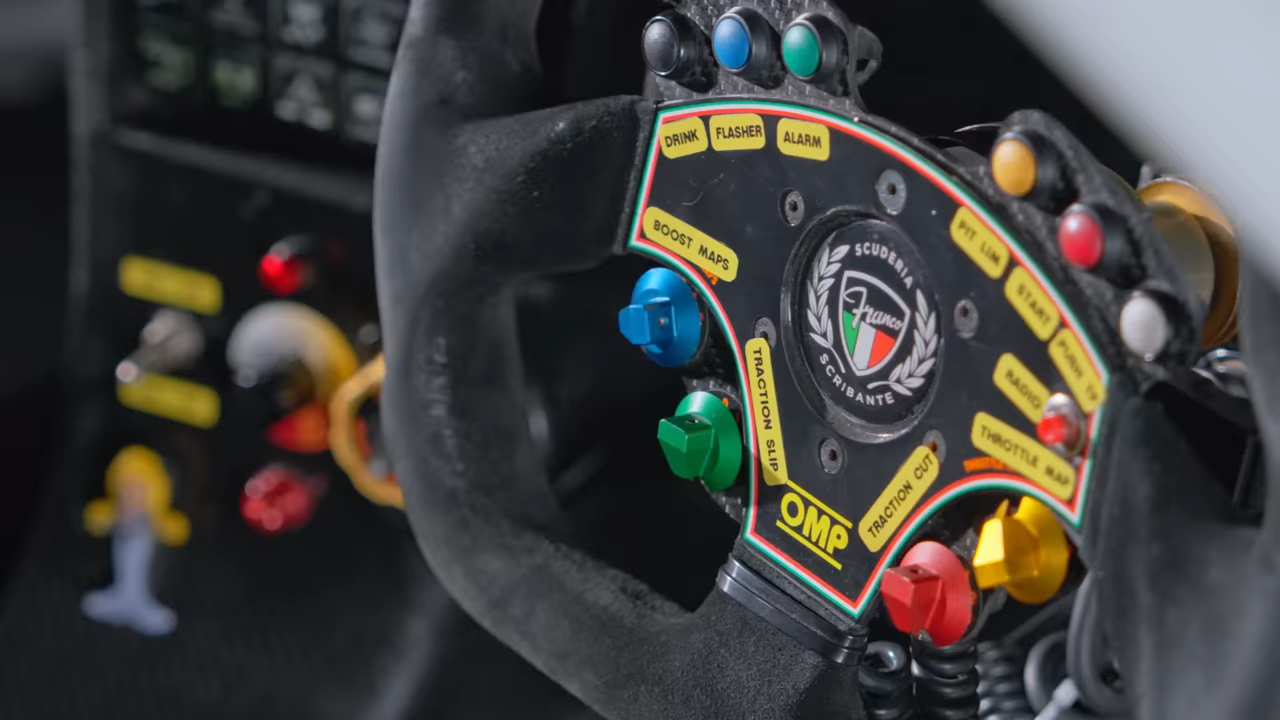 DRINK
FLASHER
ALARM
BOOST MAPS
PIT LIM
START
PUSH TP
RADIO
THROTTLE MAP
TRACTION SLIP
TRACTION CUT
SCUDERIA
Franco
SCRIBANTE
OMP